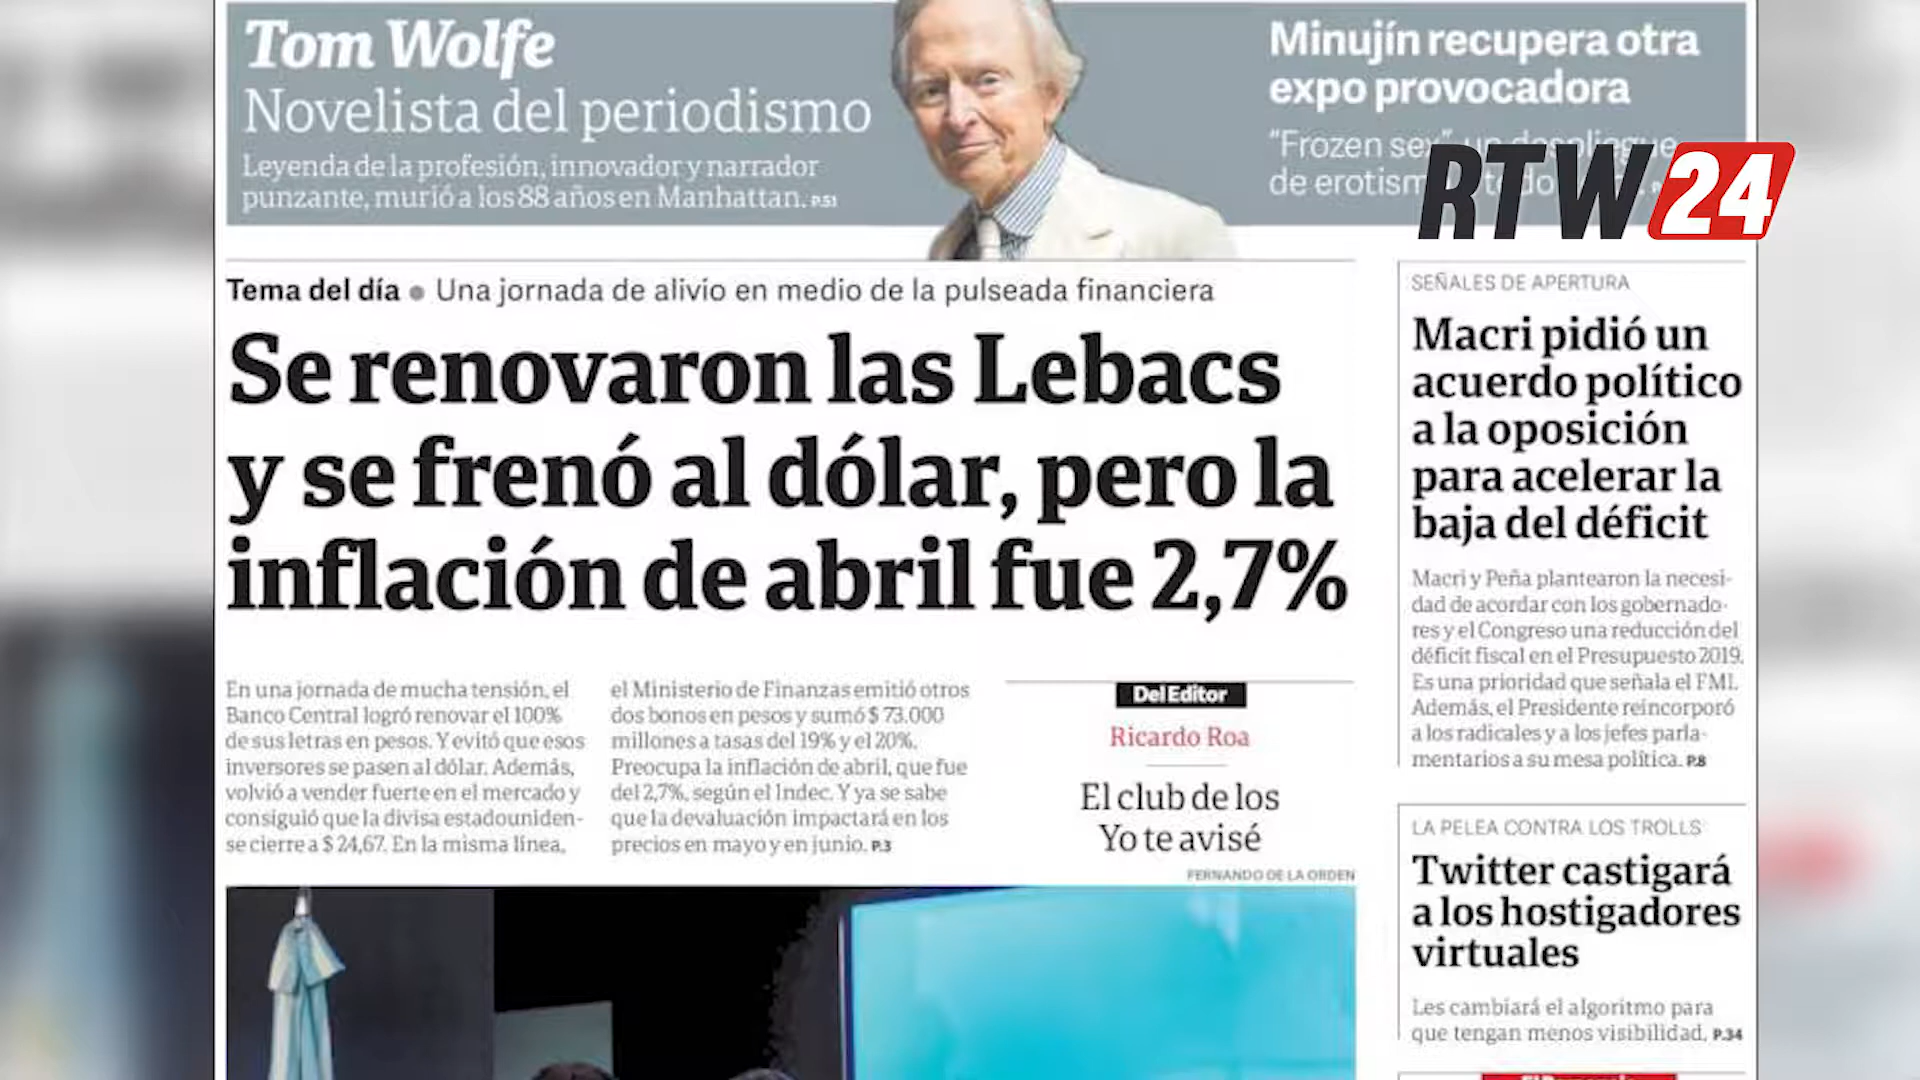 Tom Wolfe
Novelista del periodismo
Leyenda de la profesión, innovador y narrador
punzante, murió a los 88 años en Manhattan. P.51
Minujín recupera otra
expo provocadora
“Frozen sex”, un despliegue
de erotismo
RTW24
Tema del día ● Una jornada de alivio en medio de la pulseada financiera
Se renovaron las Lebacs
y se frenó al dólar, pero la
inflación de abril fue 2,7%
En una jornada de mucha tensión, el
Banco Central logró renovar el 100%
de sus letras en pesos. Y evitó que esos
inversores se pasen al dólar. Además,
volvió a vender fuerte en el mercado y
consiguió que la divisa estadouniden-
se cierre a $ 24,67. En la misma línea,
el Ministerio de Finanzas emitió otros
dos bonos en pesos y sumó $ 73.000
millones a tasas del 19% y el 20%.
Preocupa la inflación de abril, que fue
del 2,7%, según el Indec. Y ya se sabe
que la devaluación impactará en los
precios en mayo y en junio. P.3
Del Editor
Ricardo Roa
El club de los
Yo te avisé
FERNANDO DE LA ORDEN
SEÑALES DE APERTURA
Macri pidió un
acuerdo político
a la oposición
para acelerar la
baja del déficit
Macri y Peña plantearon la necesi-
dad de acordar con los gobernado-
res y el Congreso una reducción del
déficit fiscal en el Presupuesto 2019.
Es una prioridad que señala el FMI.
Además, el Presidente reincorporó
a los radicales y a los jefes parla-
mentarios a su mesa política. P.8
LA PELEA CONTRA LOS TROLLS
Twitter castigará
a los hostigadores
virtuales
Les cambiará el algoritmo para
que tengan menos visibilidad. P.34